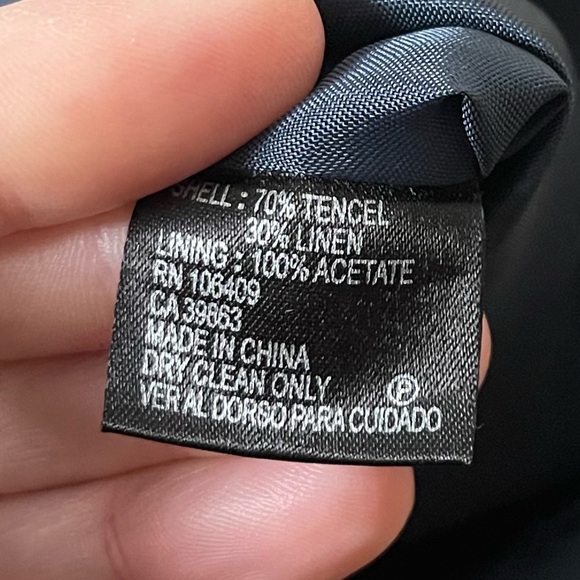 SHELL : 70% TENCEL
30% LINEN
LINING : 100% ACETATE
RN 106409
CA 39863
MADE IN CHINA
DRY CLEAN ONLY Ⓟ
VER AL DORSO PARA CUIDADO